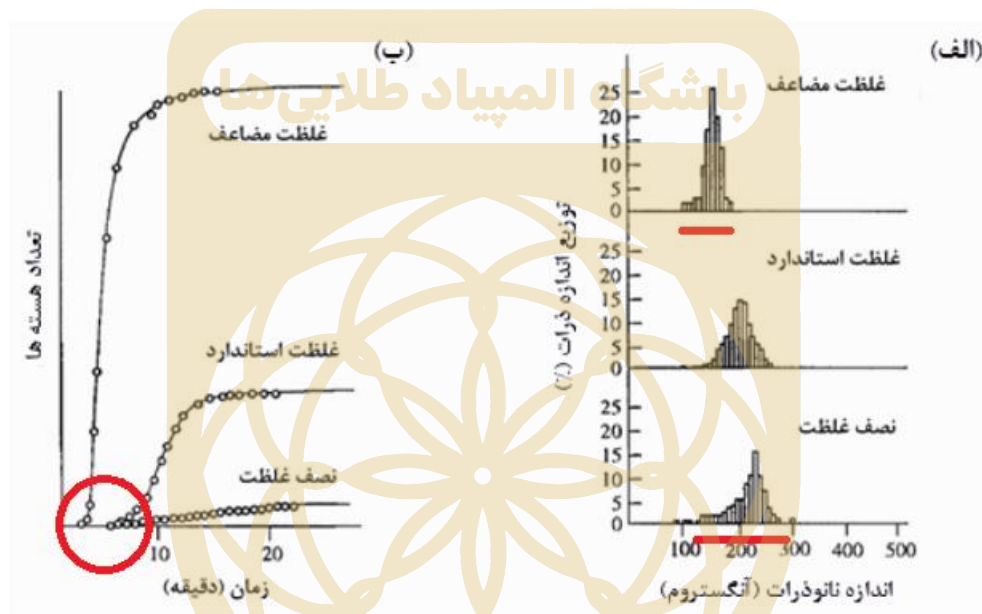 (الف)
غلظت مضاعف
25
20
15
10
5
0
غلظت استاندارد
25
20
15
10
5
0
نصف غلظت
25
20
15
10
5
0
100 200 300 400 500
توزیع اندازه ذرات (%)
اندازه نانوذرات (آنگستروم)
(ب)
باشگاه المپیاد طلایی‌ها
غلظت مضاعف
غلظت استاندارد
نصف غلظت
تعداد هسته ها
10 20
زمان (دقیقه)